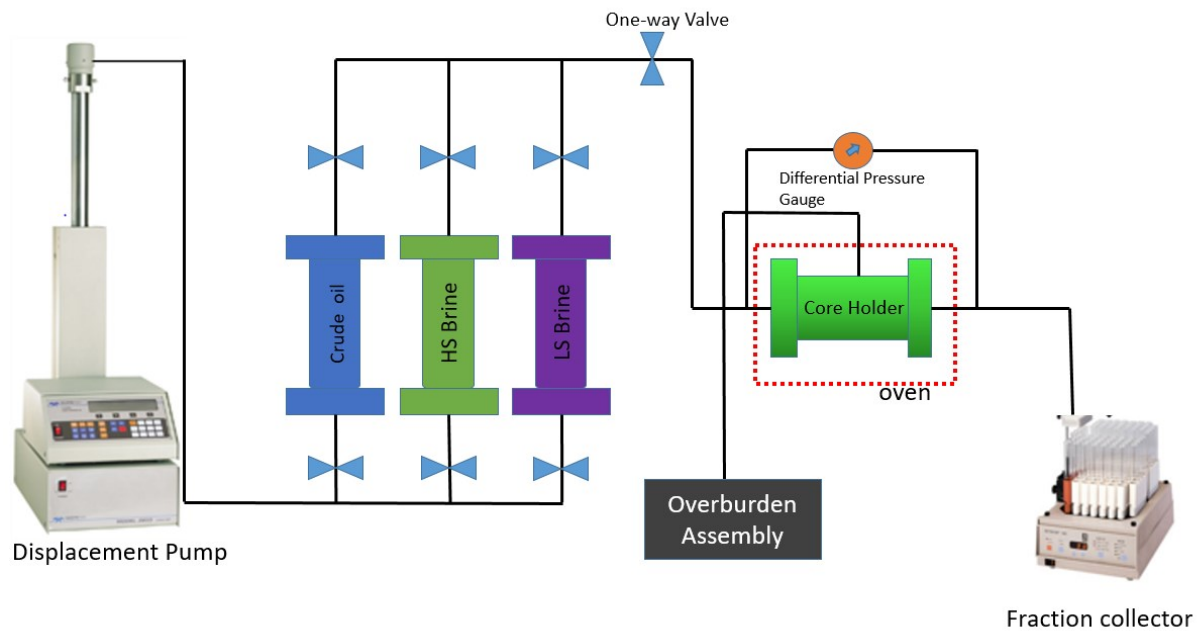 One-way Valve
Differential Pressure
Gauge
Crude oil
HS Brine
LS Brine
Core Holder
oven
Overburden
Assembly
Displacement Pump
Fraction collector